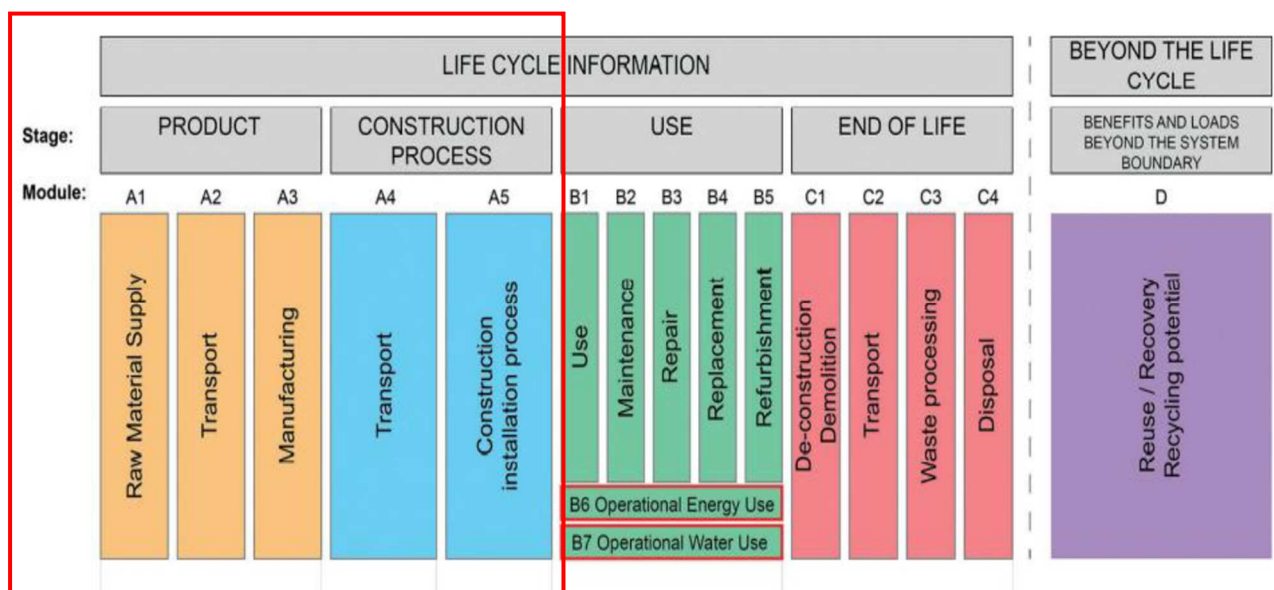 LIFE CYCLE INFORMATION
BEYOND THE LIFE
CYCLE
Stage:
PRODUCT
CONSTRUCTION
PROCESS
USE
END OF LIFE
BENEFITS AND LOADS
BEYOND THE SYSTEM
BOUNDARY
Module:
A1
A2
A3
A4
A5
B1
B2
B3
B4
B5
C1
C2
C3
C4
D
Raw Material Supply
Transport
Manufacturing
Transport
Construction
installation process
Use
Maintenance
Repair
Replacement
Refurbishment
B6 Operational Energy Use
B7 Operational Water Use
De-construction
Demolition
Transport
Waste processing
Disposal
Reuse / Recovery
Recycling potential